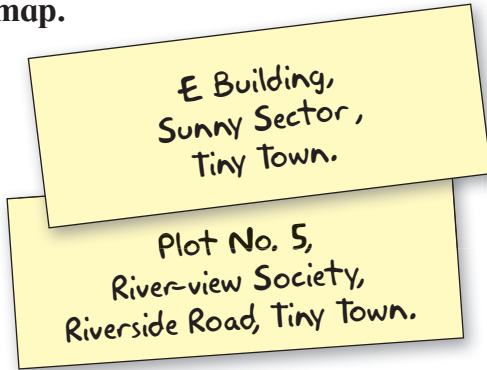 map.
E Building,
Sunny Sector,
Tiny Town.
Plot No. 5,
River-view Society,
Riverside Road, Tiny Town.